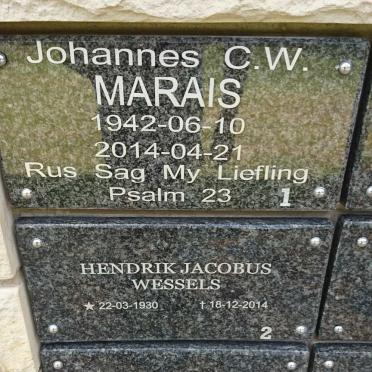 Johannes C.W.
MARAIS
1942-06-10
2014-04-21
Rus Sag My Liefling
Psalm 23 1
HENDRIK JACOBUS
WESSELS
★ 22-03-1930 † 18-12-2014
2